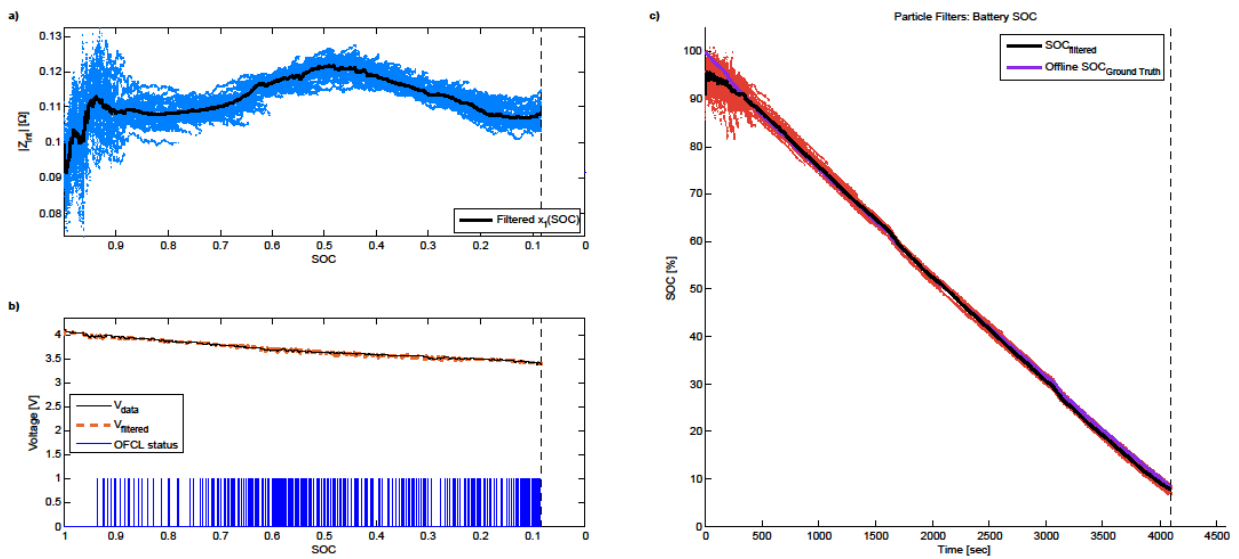 a)
0.13
0.12
0.11
0.1
0.09
0.08
|Z_int| [Ω]
Filtered x_1(SOC)
1 0.9 0.8 0.7 0.6 0.5 0.4 0.3 0.2 0.1 0
SOC
b)
4
3.5
3
2.5
2
1.5
1
0.5
0
Voltage [V]
V_data
V_filtered
OFCL status
1 0.9 0.8 0.7 0.6 0.5 0.4 0.3 0.2 0.1 0
SOC
c)
Particle Filters: Battery SOC
SOC_filtered
Offline SOC_Ground Truth
100
90
80
70
60
50
40
30
20
10
0
SOC [%]
0 500 1000 1500 2000 2500 3000 3500 4000 4500
Time [sec]